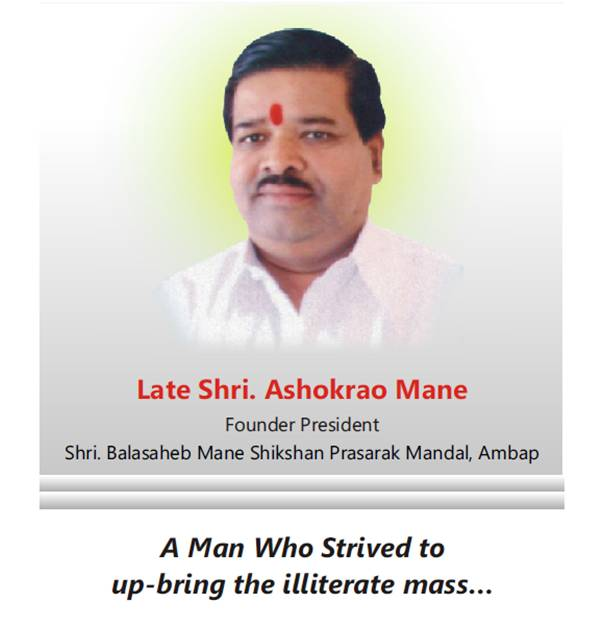 Late Shri. Ashokrao Mane
Founder President
Shri. Balasaheb Mane Shikshan Prasarak Mandal, Ambap
A Man Who Strived to
up-bring the illiterate mass...